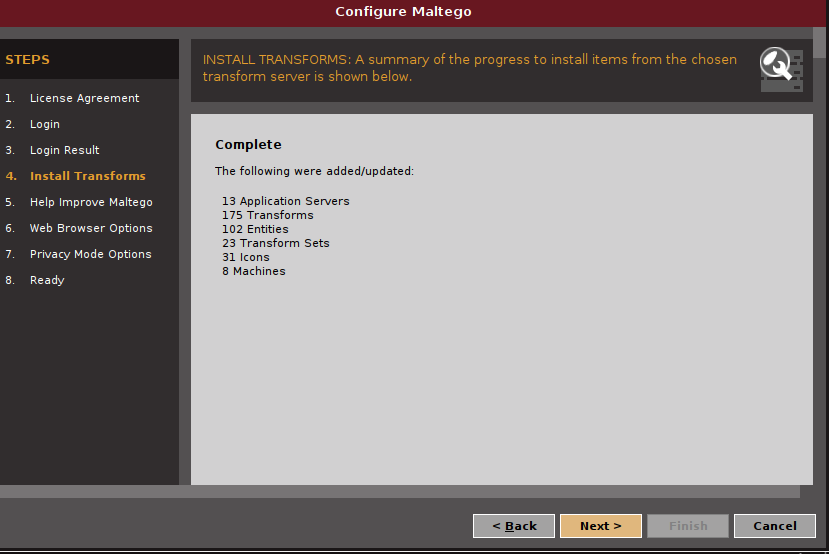 Configure Maltego
STEPS
1. License Agreement
2. Login
3. Login Result
4. Install Transforms
5. Help Improve Maltego
6. Web Browser Options
7. Privacy Mode Options
8. Ready
INSTALL TRANSFORMS: A summary of the progress to install items from the chosen
transform server is shown below.
Complete
The following were added/updated:
13 Application Servers
175 Transforms
102 Entities
23 Transform Sets
31 Icons
8 Machines
< Back
Next >
Finish
Cancel